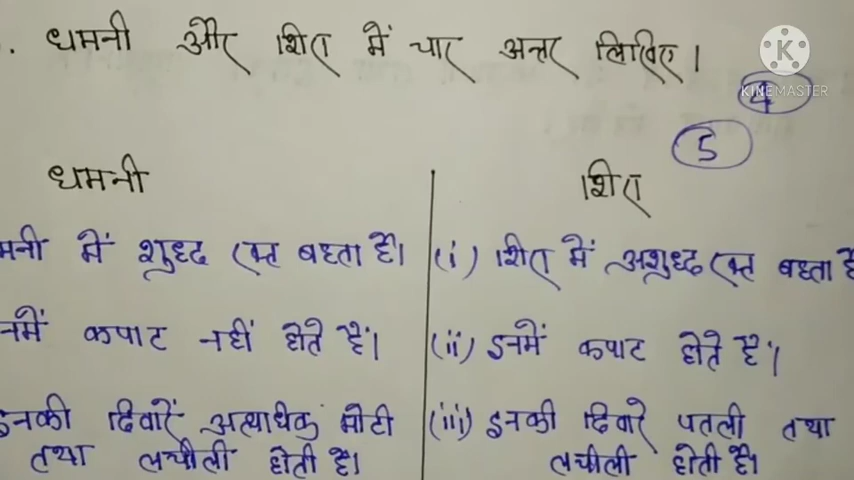 . धमनी और शिरा में चार अन्तर लिखिए।
KINEMASTER
4
5
धमनी
शिरा
मनी में शुध्द रक्त बहता है।
(i) शिरा में अशुध्द रक्त बहता है
नमें कपाट नहीं होते हैं।
(ii) इनमें कपाट होते हैं।
इनकी दिवारें अत्याधिक मोटी
तथा लचीली होती है।
(iii) इनकी दिवारे पतली तथा
लचीली होती है।